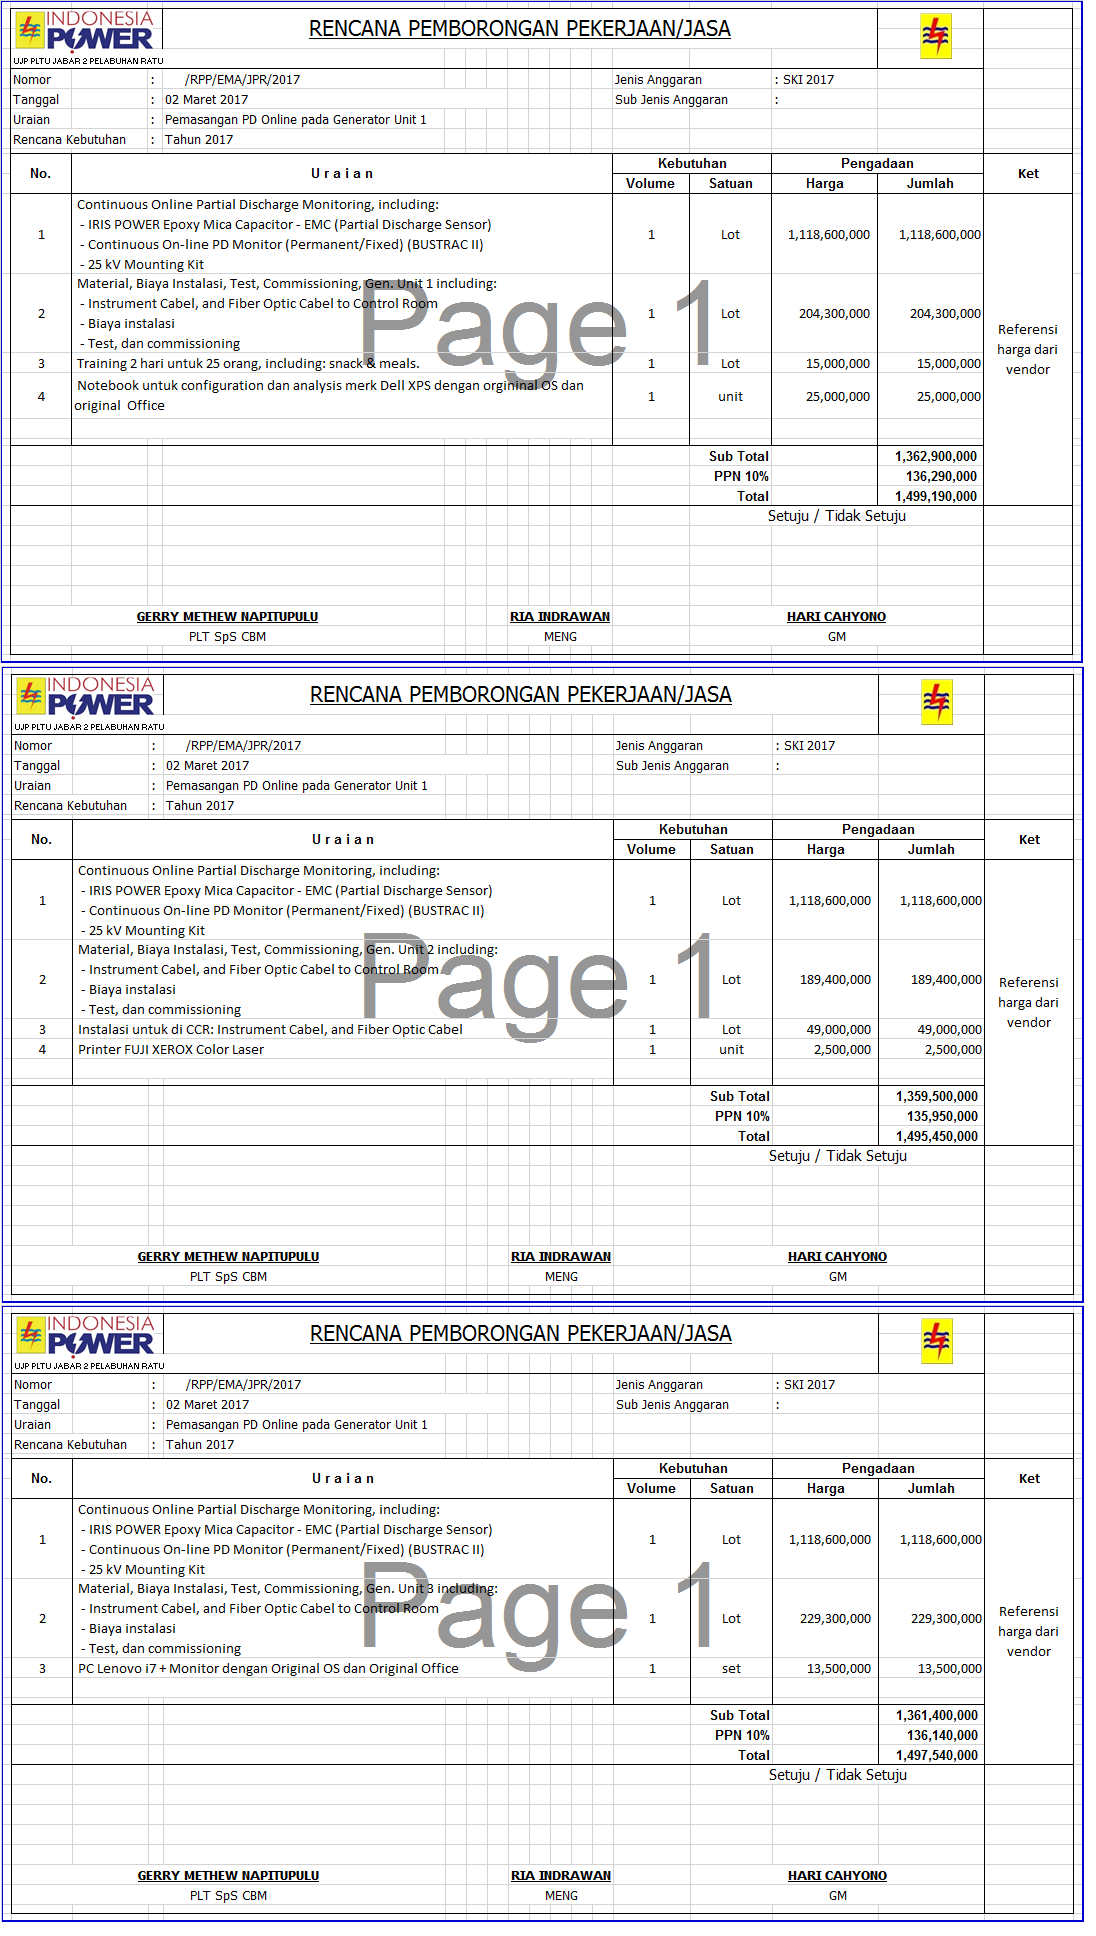 INDONESIA
POWER
UJP PLTU JABAR 2 PELABUHAN RATU
RENCANA PEMBORONGAN PEKERJAAN/JASA
Nomor : /RPP/EMA/JPR/2017 Jenis Anggaran : SKI 2017
Tanggal : 02 Maret 2017 Sub Jenis Anggaran :
Uraian : Pemasangan PD Online pada Generator Unit 1
Rencana Kebutuhan : Tahun 2017
No. U r a i a n Kebutuhan Pengadaan Ket
Volume Satuan Harga Jumlah
Continuous Online Partial Discharge Monitoring, including:
- IRIS POWER Epoxy Mica Capacitor - EMC (Partial Discharge Sensor)
1 1 Lot 1,118,600,000 1,118,600,000
- Continuous On-line PD Monitor (Permanent/Fixed) (BUSTRAC II)
- 25 kV Mounting Kit
Material, Biaya Instalasi, Test, Commissioning, Gen. Unit 1 including:
- Instrument Cabel, and Fiber Optic Cabel to Control Room
2 1 Lot 204,300,000 204,300,000
- Biaya instalasi
- Test, dan commissioning
3 Training 2 hari untuk 25 orang, including: snack & meals. 1 Lot 15,000,000 15,000,000
Notebook untuk configuration dan analysis merk Dell XPS dengan orgininal OS dan
4 1 unit 25,000,000 25,000,000
original Office
Referensi
harga dari
vendor
Page 1
Sub Total 1,362,900,000
PPN 10% 136,290,000
Total 1,499,190,000
Setuju / Tidak Setuju
GERRY METHEW NAPITUPULU RIA INDRAWAN HARI CAHYONO
PLT SpS CBM MENG GM
INDONESIA
POWER
UJP PLTU JABAR 2 PELABUHAN RATU
RENCANA PEMBORONGAN PEKERJAAN/JASA
Nomor : /RPP/EMA/JPR/2017 Jenis Anggaran : SKI 2017
Tanggal : 02 Maret 2017 Sub Jenis Anggaran :
Uraian : Pemasangan PD Online pada Generator Unit 1
Rencana Kebutuhan : Tahun 2017
No. U r a i a n Kebutuhan Pengadaan Ket
Volume Satuan Harga Jumlah
Continuous Online Partial Discharge Monitoring, including:
- IRIS POWER Epoxy Mica Capacitor - EMC (Partial Discharge Sensor)
1 1 Lot 1,118,600,000 1,118,600,000
- Continuous On-line PD Monitor (Permanent/Fixed) (BUSTRAC II)
- 25 kV Mounting Kit
Material, Biaya Instalasi, Test, Commissioning, Gen. Unit 2 including:
- Instrument Cabel, and Fiber Optic Cabel to Control Room
2 1 Lot 189,400,000 189,400,000
- Biaya instalasi
- Test, dan commissioning
3 Instalasi untuk di CCR: Instrument Cabel, and Fiber Optic Cabel 1 Lot 49,000,000 49,000,000
4 Printer FUJI XEROX Color Laser 1 unit 2,500,000 2,500,000
Referensi
harga dari
vendor
Page 1
Sub Total 1,359,500,000
PPN 10% 135,950,000
Total 1,495,450,000
Setuju / Tidak Setuju
GERRY METHEW NAPITUPULU RIA INDRAWAN HARI CAHYONO
PLT SpS CBM MENG GM
INDONESIA
POWER
UJP PLTU JABAR 2 PELABUHAN RATU
RENCANA PEMBORONGAN PEKERJAAN/JASA
Nomor : /RPP/EMA/JPR/2017 Jenis Anggaran : SKI 2017
Tanggal : 02 Maret 2017 Sub Jenis Anggaran :
Uraian : Pemasangan PD Online pada Generator Unit 1
Rencana Kebutuhan : Tahun 2017
No. U r a i a n Kebutuhan Pengadaan Ket
Volume Satuan Harga Jumlah
Continuous Online Partial Discharge Monitoring, including:
- IRIS POWER Epoxy Mica Capacitor - EMC (Partial Discharge Sensor)
1 1 Lot 1,118,600,000 1,118,600,000
- Continuous On-line PD Monitor (Permanent/Fixed) (BUSTRAC II)
- 25 kV Mounting Kit
Material, Biaya Instalasi, Test, Commissioning, Gen. Unit 3 including:
- Instrument Cabel, and Fiber Optic Cabel to Control Room
2 1 Lot 229,300,000 229,300,000
- Biaya instalasi
- Test, dan commissioning
3 PC Lenovo i7 + Monitor dengan Original OS dan Original Office 1 set 13,500,000 13,500,000
Referensi
harga dari
vendor
Page 1
Sub Total 1,361,400,000
PPN 10% 136,140,000
Total 1,497,540,000
Setuju / Tidak Setuju
GERRY METHEW NAPITUPULU RIA INDRAWAN HARI CAHYONO
PLT SpS CBM MENG GM